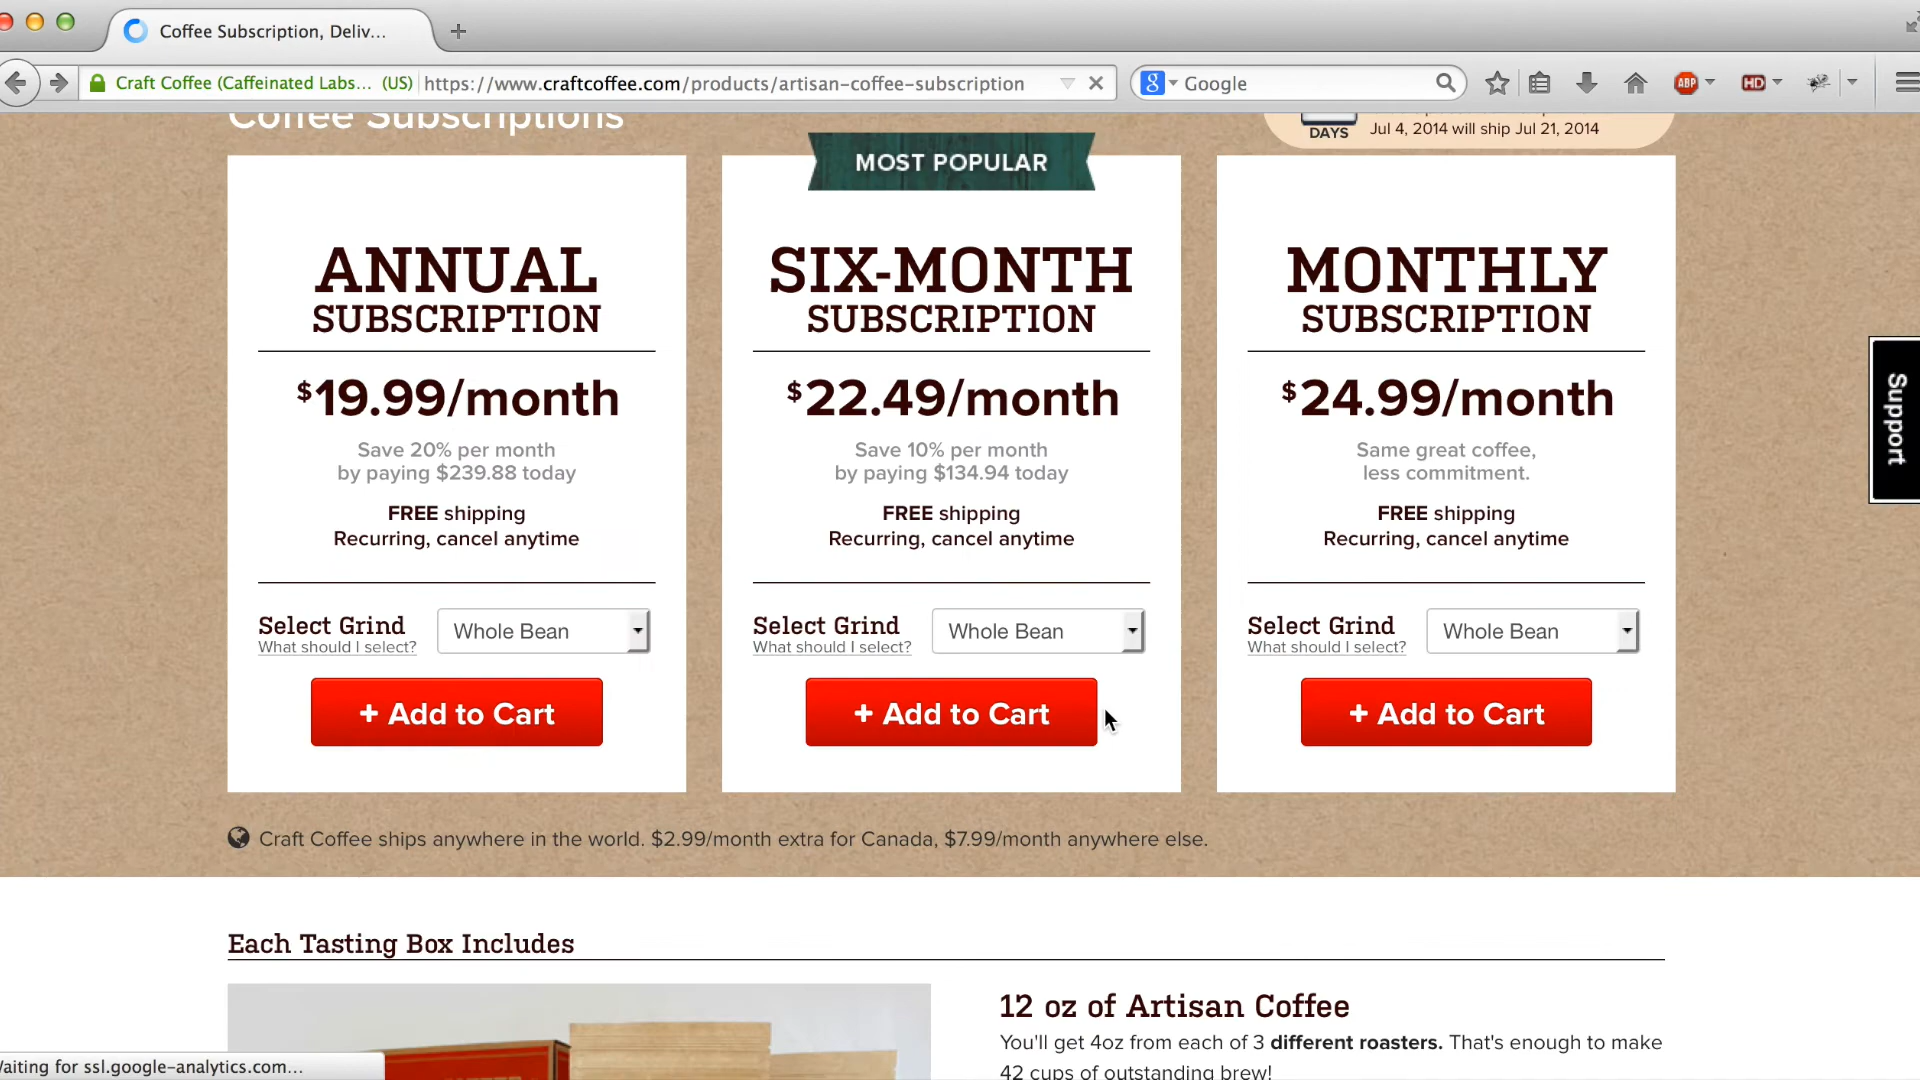 Coffee Subscription, Deliv...
Craft Coffee (Caffeinated Labs... (US)
https://www.craftcoffee.com/products/artisan-coffee-subscription
8
Google
ABP
HD
Coffee Subscriptions
DAYS
Jul 4, 2014 will ship Jul 21, 2014
MOST POPULAR
ANNUAL
SUBSCRIPTION
$19.99/month
Save 20% per month
by paying $239.88 today
FREE shipping
Recurring, cancel anytime
Select Grind
What should I select?
Whole Bean
+ Add to Cart
SIX-MONTH
SUBSCRIPTION
$22.49/month
Save 10% per month
by paying $134.94 today
FREE shipping
Recurring, cancel anytime
Select Grind
What should I select?
Whole Bean
+ Add to Cart
MONTHLY
SUBSCRIPTION
$24.99/month
Same great coffee,
less commitment.
FREE shipping
Recurring, cancel anytime
Select Grind
What should I select?
Whole Bean
+ Add to Cart
Support
Craft Coffee ships anywhere in the world. $2.99/month extra for Canada, $7.99/month anywhere else.
Each Tasting Box Includes
12 oz of Artisan Coffee
You'll get 4oz from each of 3 different roasters. That's enough to make
42 cups of outstanding brew!
aiting for ssl.google-analytics.com...